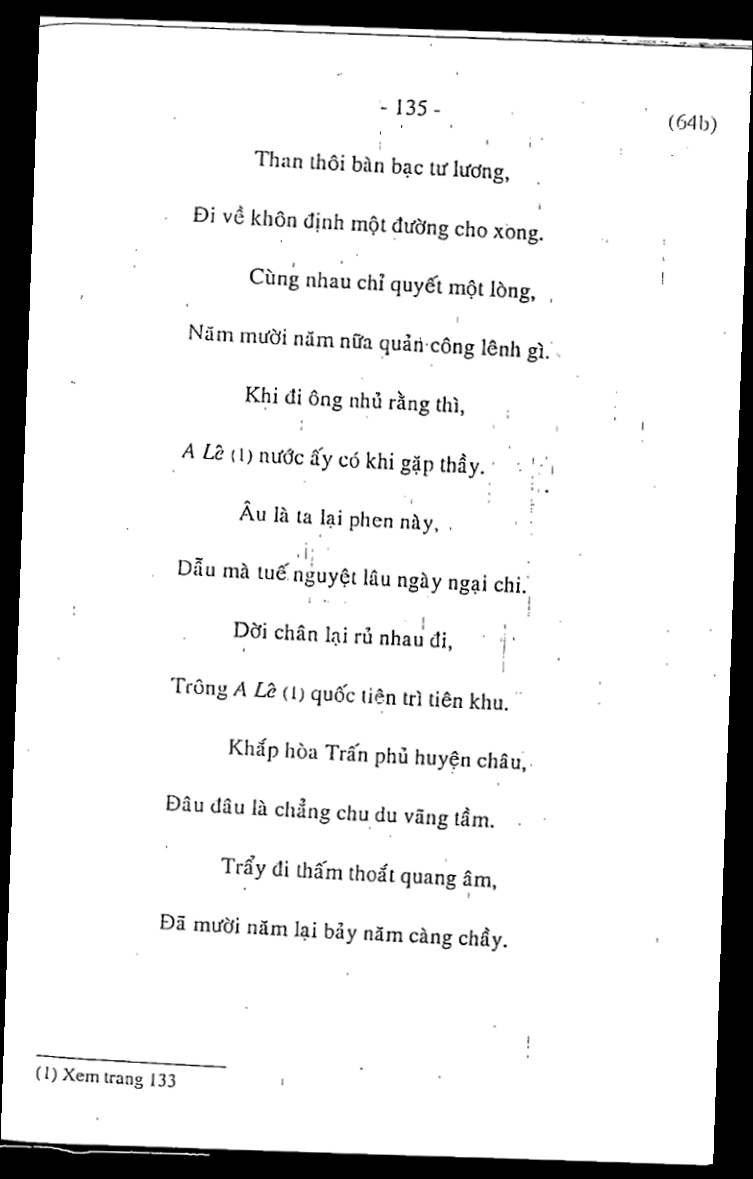 - 135 -
(64b)
Than thôi bàn bạc tư lương,
Đi về khôn định một đường cho xong.
Cùng nhau chỉ quyết một lòng,
Năm mười năm nữa quản công lênh gì.
Khi đi ông nhủ rằng thì,
A Lê (1) nước ấy có khi gặp thầy.
Âu là ta lại phen này,
Dẫu mà tuế nguyệt lâu ngày ngại chi.
Dời chân lại rủ nhau đi,
Trông A Lê (1) quốc tiện trì tiên khu.
Khắp hòa Trấn phủ huyện châu,
Đâu đâu là chẳng chu du vãng tầm.
Trẩy đi thấm thoắt quang âm,
Đã mười năm lại bảy năm càng chầy.
(1) Xem trang 133